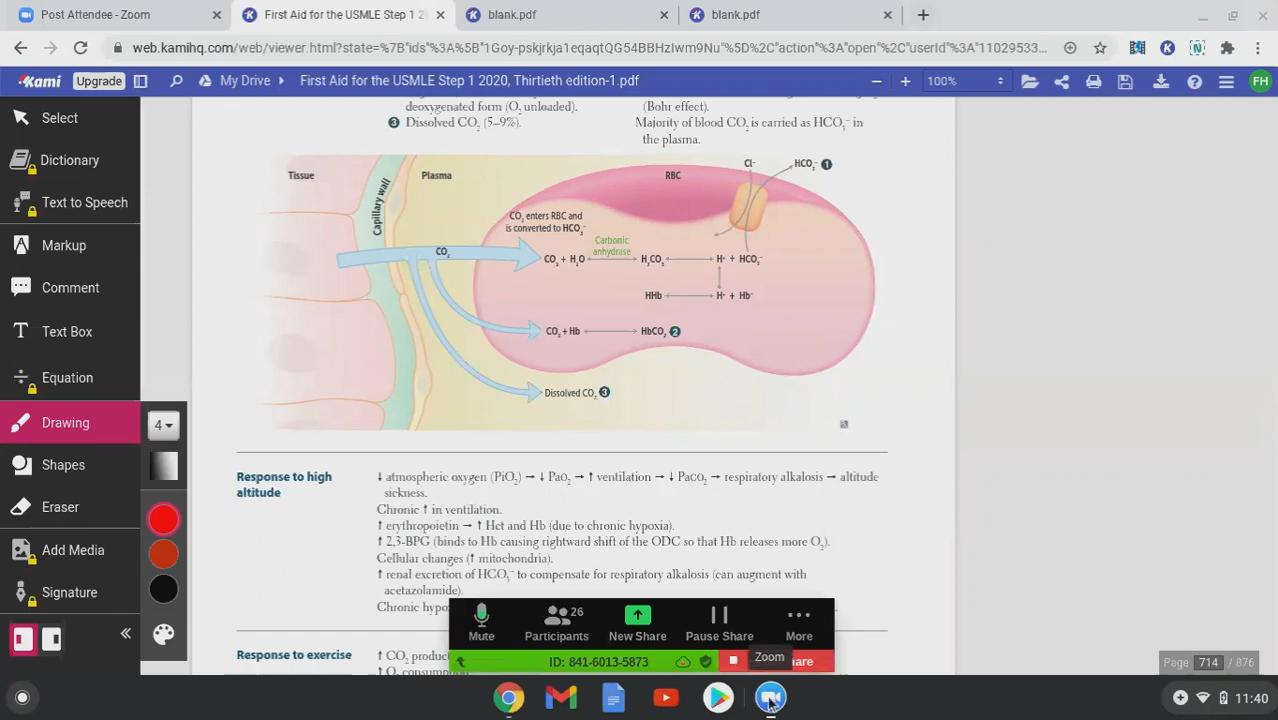 Post Attendee - Zoom
First Aid for the USMLE Step 1 2
blank.pdf
blank.pdf
web.kamihq.com/web/viewer.html?state=%7B"ids"%3A%5B"1Goy-pskjrkja1eqaqtQG54BBHzIwm9Nu"%5D%2C"action"%3A"open"%2C"userId"%3A"11029533...
Kami
Upgrade
My Drive
First Aid for the USMLE Step 1 2020, Thirtieth edition-1.pdf
100%
FH
Select
Dictionary
Text to Speech
Markup
Comment
Text Box
Equation
Drawing
Shapes
Eraser
Add Media
Signature
4
deoxygenated form (O₂ unloaded).
(Bohr effect).
3 Dissolved CO₂ (5–9%).
Majority of blood CO₂ is carried as HCO₃⁻ in
the plasma.
Tissue
Capillary wall
Plasma
RBC
Cl⁻
HCO₃⁻ 1
CO₂ enters RBC and
is converted to HCO₃⁻
Carbonic
anhydrase
CO₂
CO₂ + H₂O
H₂CO₃
H⁺ + HCO₃⁻
HHb
H⁺ + Hb⁻
CO₂ + Hb
HbCO₂ 2
Dissolved CO₂ 3
Response to high
altitude
↓ atmospheric oxygen (PiO₂) → ↓ PaO₂ → ↑ ventilation → ↓ PaCO₂ → respiratory alkalosis → altitude
sickness.
Chronic ↑ in ventilation.
↑ erythropoietin → ↑ Hct and Hb (due to chronic hypoxia).
↑ 2,3-BPG (binds to Hb causing rightward shift of the ODC so that Hb releases more O₂).
Cellular changes (↑ mitochondria).
↑ renal excretion of HCO₃⁻ to compensate for respiratory alkalosis (can augment with
acetazolamide).
Chronic hypo
Response to exercise
↑ CO₂ produc
↑ O₂ consumption
Mute
Participants
26
New Share
Pause Share
More
ID: 841-6013-5873
Zoom
Page 714 / 876
11:40